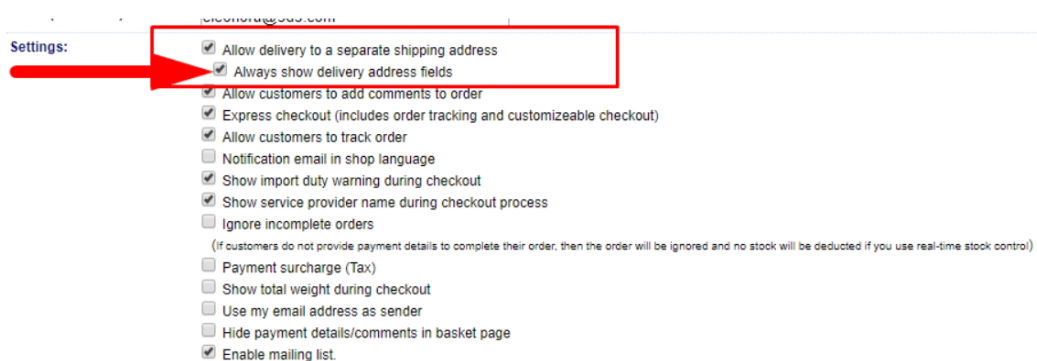 Settings:
Allow delivery to a separate shipping address
Always show delivery address fields
Allow customers to add comments to order
Express checkout (includes order tracking and customizeable checkout)
Allow customers to track order
Notification email in shop language
Show import duty warning during checkout
Show service provider name during checkout process
Ignore incomplete orders
(If customers do not provide payment details to complete their order, then the order will be ignored and no stock will be deducted if you use real-time stock control)
Payment surcharge (Tax)
Show total weight during checkout
Use my email address as sender
Hide payment details/comments in basket page
Enable mailing list.